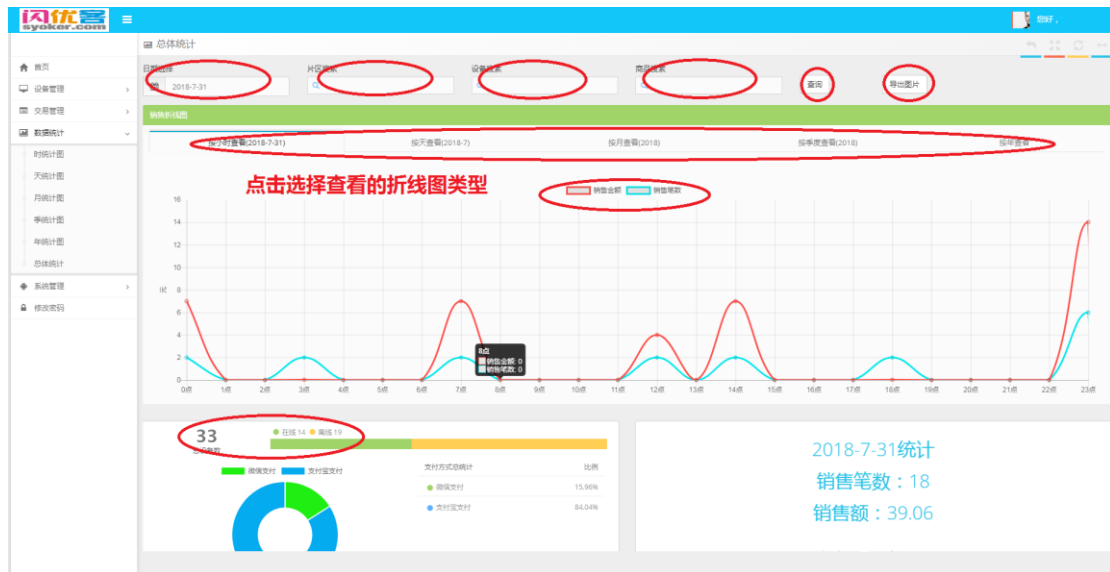 闪优客
syoker.com
您好，
总体统计
首页
设备管理
交易管理
数据统计
时统计图
天统计图
月统计图
季统计图
年统计图
总体统计
系统管理
修改密码
日期选择
片区搜索
设备搜索
商品搜索
2018-7-31
查询
导出图片
销售折线图
按小时查看(2018-7-31)
按天查看(2018-7)
按月查看(2018)
按季度查看(2018)
按年查看
点击选择查看的折线图类型
销售金额
销售笔数
16
14
12
10
元
8
6
4
2
0
8点
销售金额: 0
销售笔数: 0
0点 1点 2点 3点 4点 5点 6点 7点 8点 9点 10点 11点 12点 13点 14点 15点 16点 17点 18点 19点 20点 21点 22点 23点
33
在线 14 离线 19
微信支付 支付宝支付
支付方式总统计 比例
微信支付 15.96%
支付宝支付 84.04%
2018-7-31统计
销售笔数：18
销售额：39.06